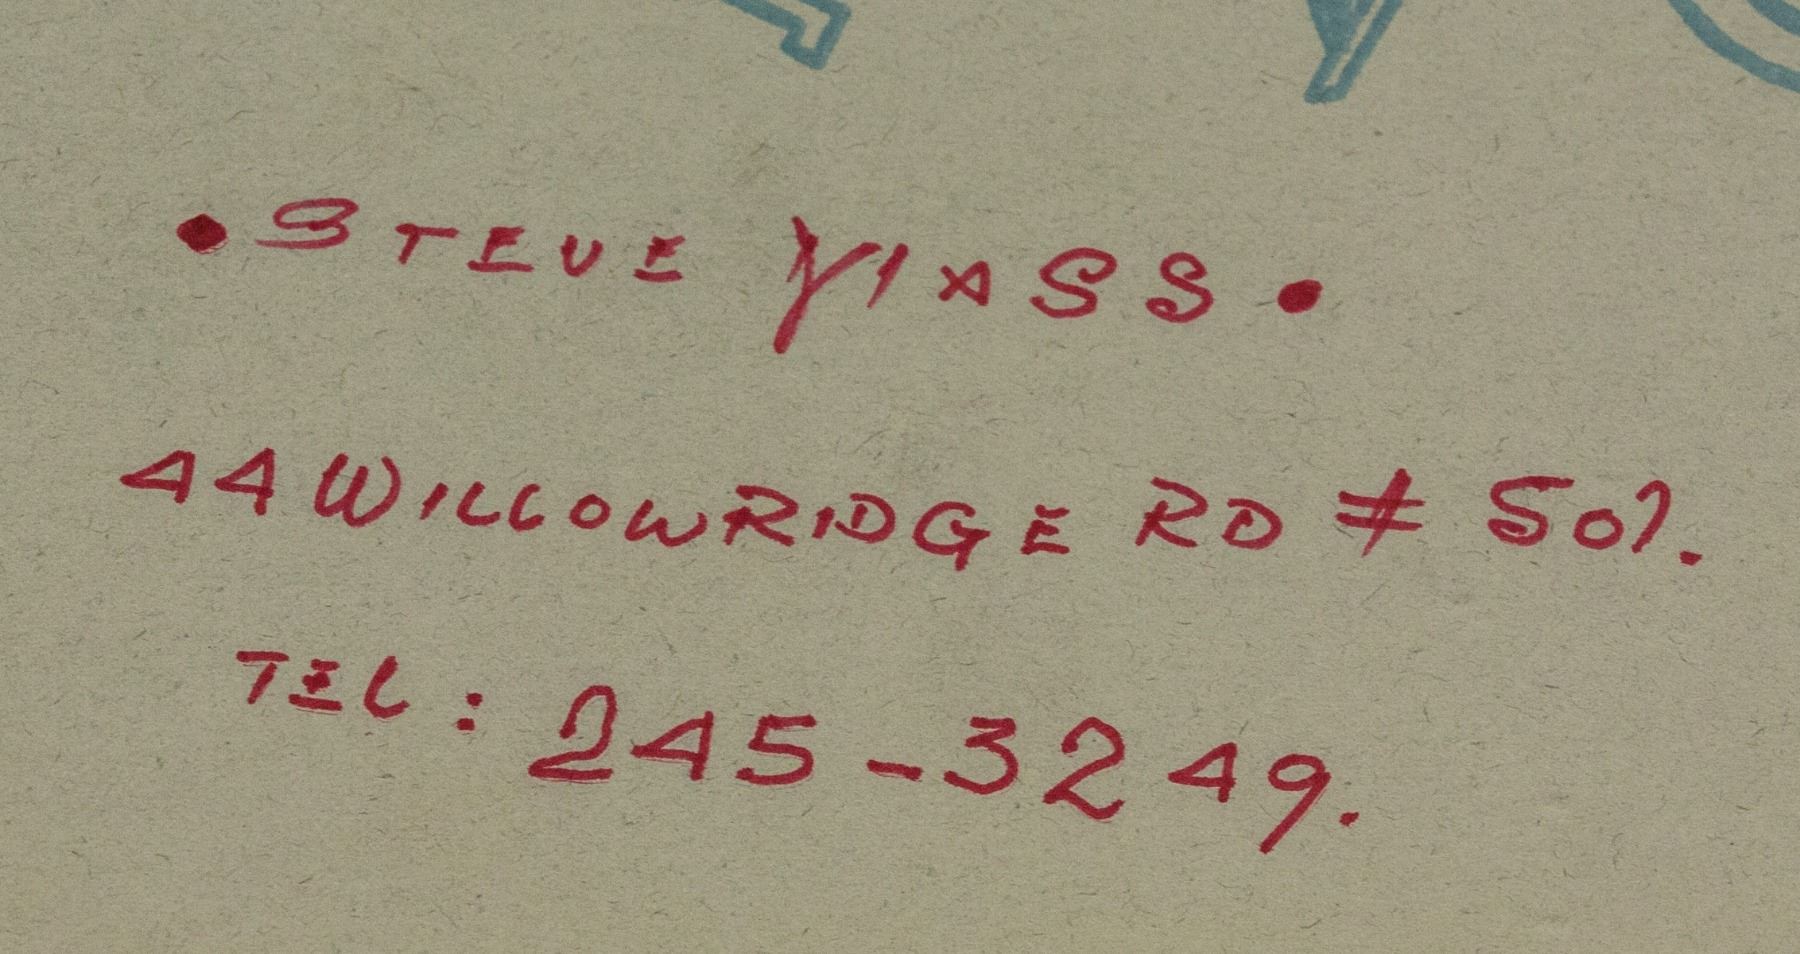 • STEVE YIASS •
44 WILLOWRIDGE RD # 501.
TEL: 245-3249.